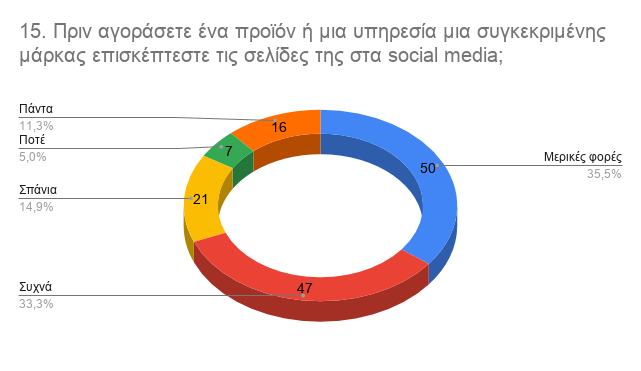 15. Πριν αγοράσετε ένα προϊόν ή μια υπηρεσία μια συγκεκριμένης
μάρκας επισκέπτεστε τις σελίδες της στα social media;
Πάντα
11,3%
Ποτέ
5,0%
Σπάνια
14,9%
Συχνά
33,3%
Μερικές φορές
35,5%
16
7
50
21
47